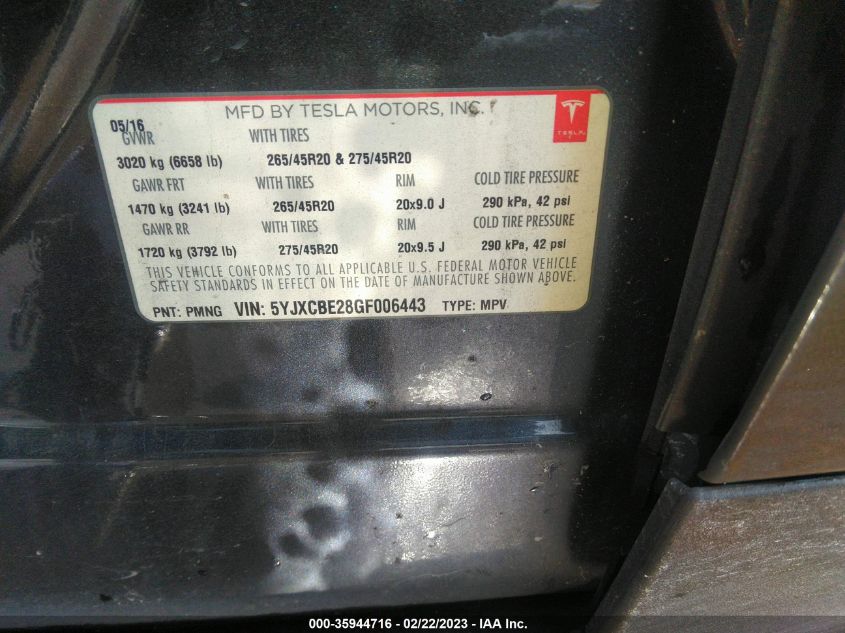 MFD BY TESLA MOTORS, INC.
TESLA
05/16
GVWR WITH TIRES
3020 kg (6658 lb) 265/45R20 & 275/45R20
GAWR FRT WITH TIRES RIM COLD TIRE PRESSURE
1470 kg (3241 lb) 265/45R20 20x9.0 J 290 kPa, 42 psi
GAWR RR WITH TIRES RIM COLD TIRE PRESSURE
1720 kg (3792 lb) 275/45R20 20x9.5 J 290 kPa, 42 psi
THIS VEHICLE CONFORMS TO ALL APPLICABLE U.S. FEDERAL MOTOR VEHICLE
SAFETY STANDARDS IN EFFECT ON THE DATE OF MANUFACTURE SHOWN ABOVE.
PNT: PMNG VIN: 5YJXCBE28GF006443 TYPE: MPV
000-35944716 - 02/22/2023 - IAA Inc.